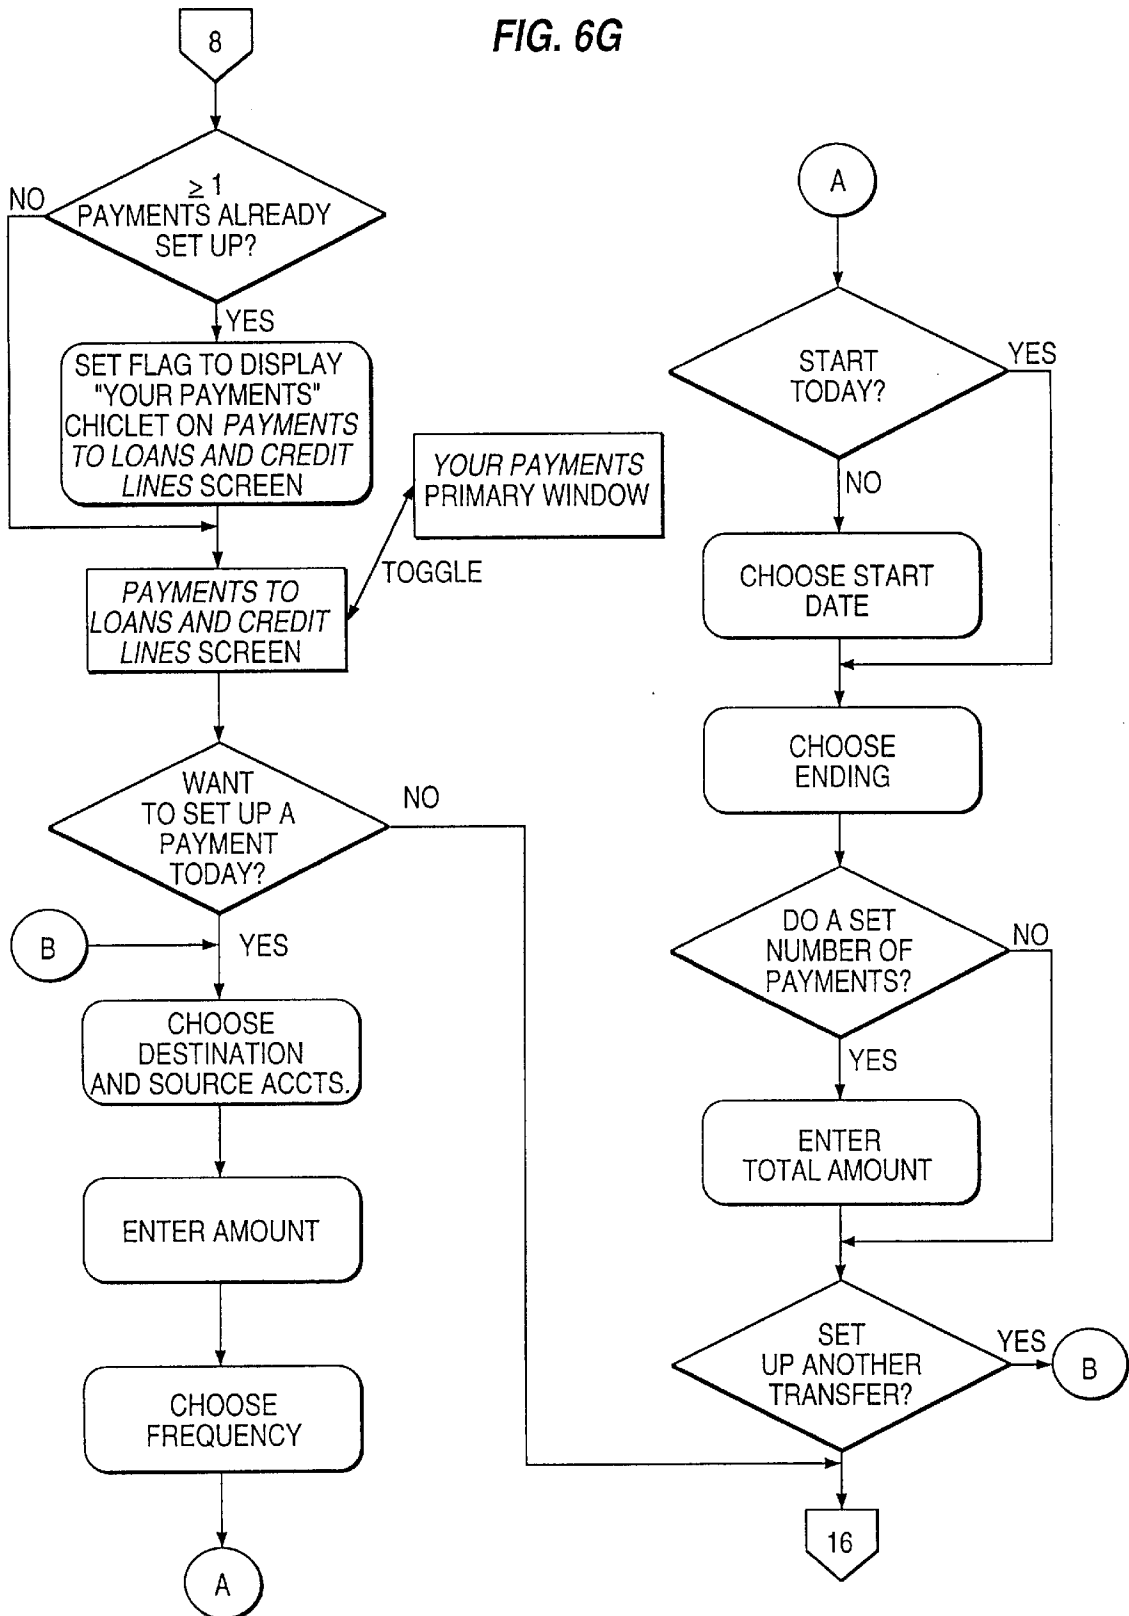 FIG. 6G
8
≥ 1
PAYMENTS ALREADY
SET UP?
NO
YES
SET FLAG TO DISPLAY
"YOUR PAYMENTS"
CHICLET ON PAYMENTS
TO LOANS AND CREDIT
LINES SCREEN
YOUR PAYMENTS
PRIMARY WINDOW
TOGGLE
PAYMENTS TO
LOANS AND CREDIT
LINES SCREEN
WANT
TO SET UP A
PAYMENT
TODAY?
NO
B
YES
CHOOSE
DESTINATION
AND SOURCE ACCTS.
ENTER AMOUNT
CHOOSE
FREQUENCY
A
A
START
TODAY?
YES
NO
CHOOSE START
DATE
CHOOSE
ENDING
DO A SET
NUMBER OF
PAYMENTS?
NO
YES
ENTER
TOTAL AMOUNT
SET
UP ANOTHER
TRANSFER?
YES
B
16